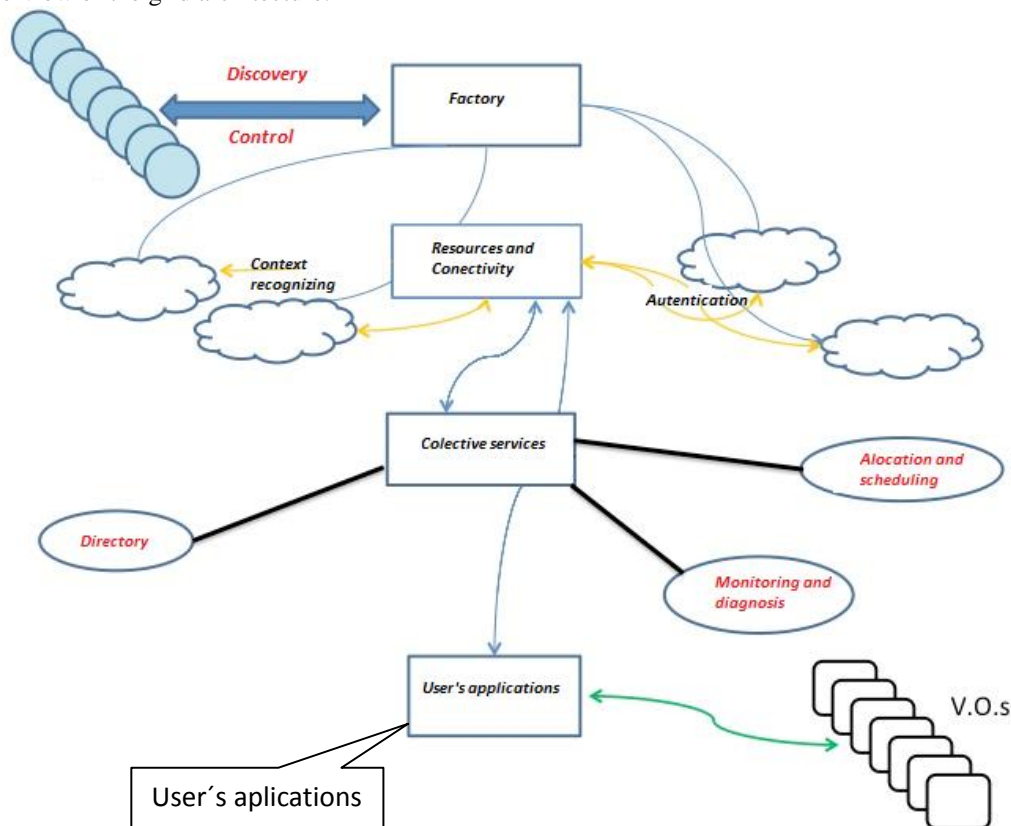 Discovery
Control
Factory
Resources and
Conectivity
Context
recognizing
Autentication
Colective services
Alocation and
scheduling
Directory
Monitoring and
diagnosis
User's applications
V.O.s
User´s aplications